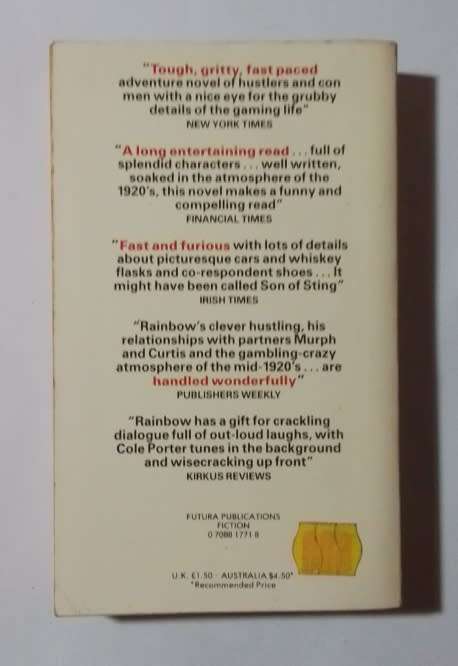 "Tough, gritty, fast paced
adventure novel of hustlers and con
men with a nice eye for the grubby
details of the gaming life"
NEW YORK TIMES
"A long entertaining read ... full of
splendid characters ... well written,
soaked in the atmosphere of the
1920's, this novel makes a funny and
compelling read"
FINANCIAL TIMES
"Fast and furious with lots of details
about picturesque cars and whiskey
flasks and co-respondent shoes ... It
might have been called Son of Sting"
IRISH TIMES
"Rainbow's clever hustling, his
relationships with partners Murph
and Curtis and the gambling-crazy
atmosphere of the mid-1920's ... are
handled wonderfully"
PUBLISHERS WEEKLY
"Rainbow has a gift for crackling
dialogue full of out-loud laughs, with
Cole Porter tunes in the background
and wisecracking up front"
KIRKUS REVIEWS
FUTURA PUBLICATIONS
FICTION
0 7088 1771 8
U.K. £1.50 · AUSTRALIA $4.50*
*Recommended Price